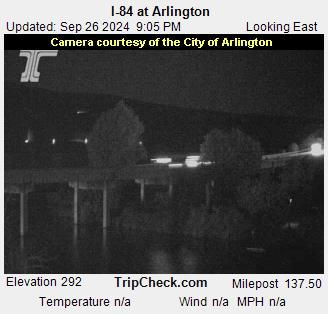 I-84 at Arlington
Updated: Sep 26 2024 9:05 PM Looking East
Camera courtesy of the City of Arlington
Elevation 292 TripCheck.com Milepost 137.50
Temperature n/a Wind n/a MPH n/a